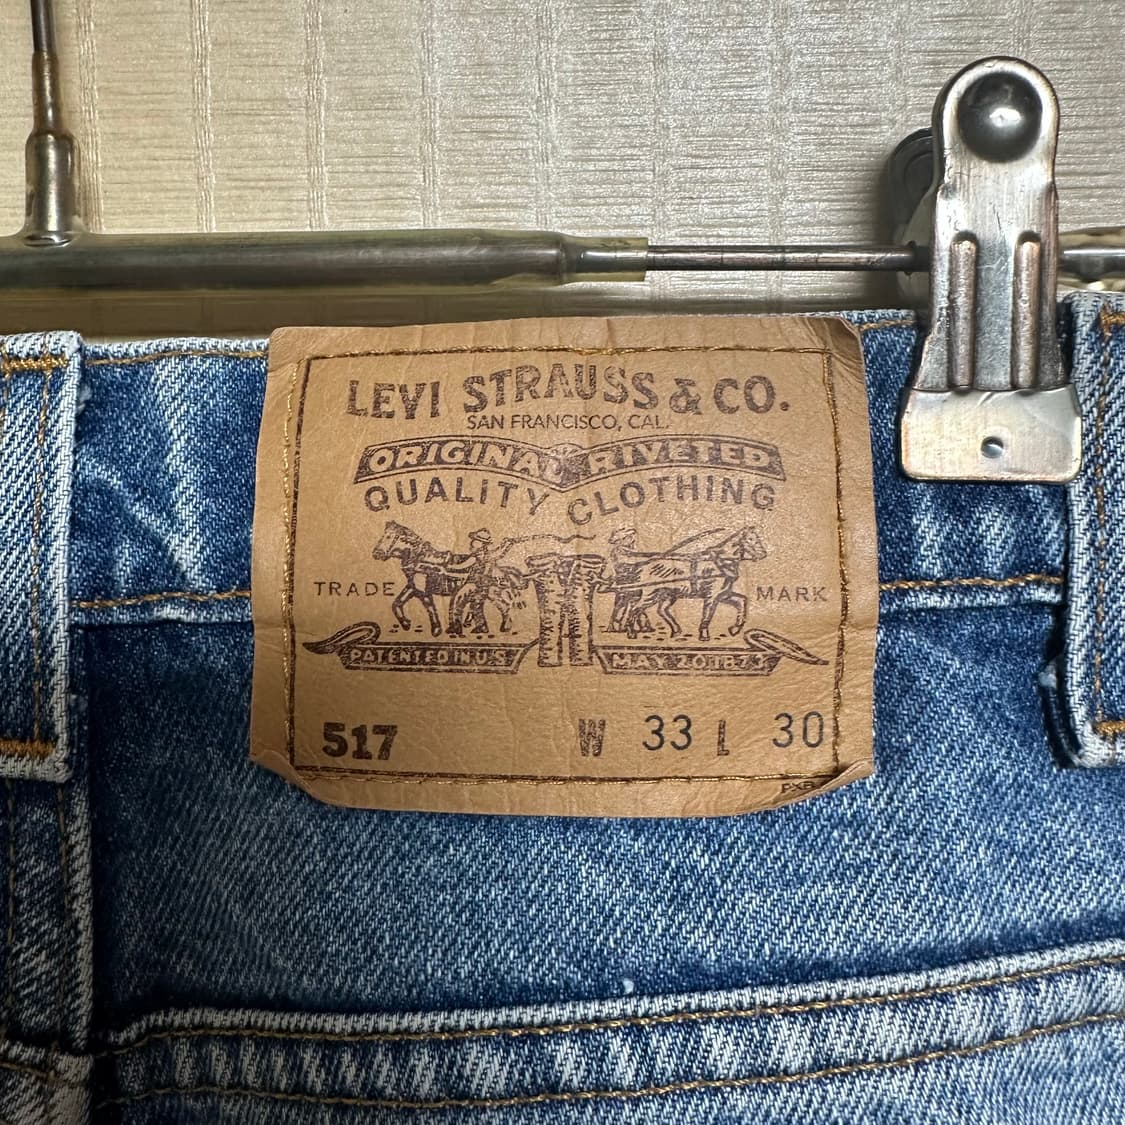 LEVI STRAUSS & CO.
SAN FRANCISCO, CAL.
ORIGINAL RIVETED
QUALITY CLOTHING
TRADE MARK
PATENTED IN U.S. MAY 20 1873
517 W 33 L 30